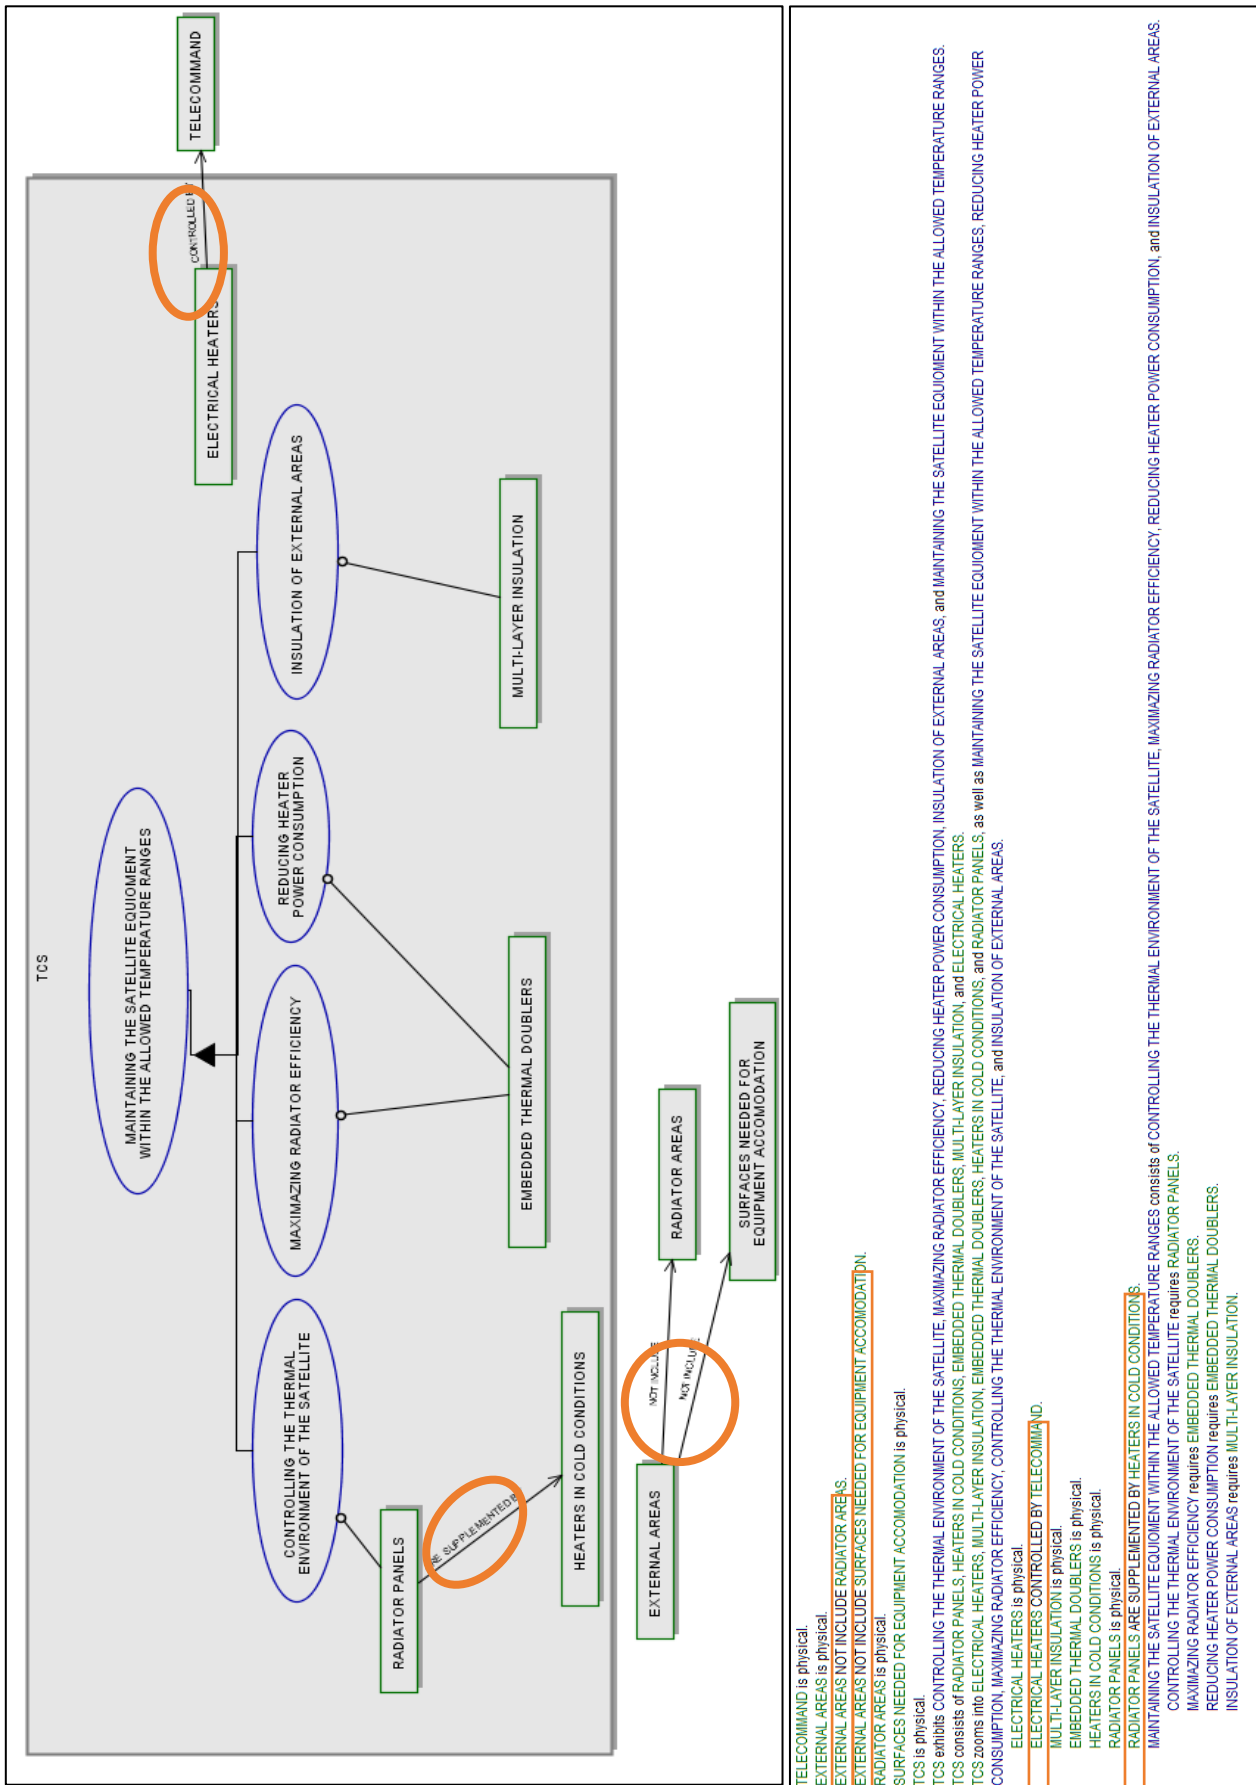 TCS
MAINTAINING THE SATELLITE EQUIOMENT
WITHIN THE ALLOWED TEMPERATURE RANGES
CONTROLLING THE THERMAL
ENVIRONMENT OF THE SATELLITE
MAXIMAZING RADIATOR EFFICIENCY
REDUCING HEATER
POWER CONSUMPTION
INSULATION OF EXTERNAL AREAS
ELECTRICAL HEATERS
CONTROLLED BY
TELECOMMAND
RADIATOR PANELS
RE SUPPLEMENTED B
HEATERS IN COLD CONDITIONS
EMBEDDED THERMAL DOUBLERS
MULTI-LAYER INSULATION
EXTERNAL AREAS
NOT INCLUDE
NOT INCLUDE
RADIATOR AREAS
SURFACES NEEDED FOR
EQUIPMENT ACCOMODATION
TELECOMMAND is physical.
EXTERNAL AREAS is physical.
EXTERNAL AREAS NOT INCLUDE RADIATOR AREAS.
EXTERNAL AREAS NOT INCLUDE SURFACES NEEDED FOR EQUIPMENT ACCOMODATION.
RADIATOR AREAS is physical.
SURFACES NEEDED FOR EQUIPMENT ACCOMODATION is physical.
TCS is physical.
TCS exhibits CONTROLLING THE THERMAL ENVIRONMENT OF THE SATELLITE, MAXIMAZING RADIATOR EFFICIENCY, REDUCING HEATER POWER CONSUMPTION, INSULATION OF EXTERNAL AREAS, and MAINTAINING THE SATELLITE EQUIOMENT WITHIN THE ALLOWED TEMPERATURE RANGES.
TCS consists of RADIATOR PANELS, HEATERS IN COLD CONDITIONS, EMBEDDED THERMAL DOUBLERS, MULTI-LAYER INSULATION, and ELECTRICAL HEATERS.
TCS zooms into ELECTRICAL HEATERS, MULTI-LAYER INSULATION, EMBEDDED THERMAL DOUBLERS, HEATERS IN COLD CONDITIONS, and RADIATOR PANELS, as well as MAINTAINING THE SATELLITE EQUIOMENT WITHIN THE ALLOWED TEMPERATURE RANGES, REDUCING HEATER POWER
CONSUMPTION, MAXIMAZING RADIATOR EFFICIENCY, CONTROLLING THE THERMAL ENVIRONMENT OF THE SATELLITE, and INSULATION OF EXTERNAL AREAS.
ELECTRICAL HEATERS is physical.
ELECTRICAL HEATERS CONTROLLED BY TELECOMMAND.
MULTI-LAYER INSULATION is physical.
EMBEDDED THERMAL DOUBLERS is physical.
HEATERS IN COLD CONDITIONS is physical.
RADIATOR PANELS is physical.
RADIATOR PANELS ARE SUPPLEMENTED BY HEATERS IN COLD CONDITIONS.
MAINTAINING THE SATELLITE EQUIOMENT WITHIN THE ALLOWED TEMPERATURE RANGES consists of CONTROLLING THE THERMAL ENVIRONMENT OF THE SATELLITE, MAXIMAZING RADIATOR EFFICIENCY, REDUCING HEATER POWER CONSUMPTION, and INSULATION OF EXTERNAL AREAS.
CONTROLLING THE THERMAL ENVIRONMENT OF THE SATELLITE requires RADIATOR PANELS.
MAXIMAZING RADIATOR EFFICIENCY requires EMBEDDED THERMAL DOUBLERS.
REDUCING HEATER POWER CONSUMPTION requires EMBEDDED THERMAL DOUBLERS.
INSULATION OF EXTERNAL AREAS requires MULTI-LAYER INSULATION.